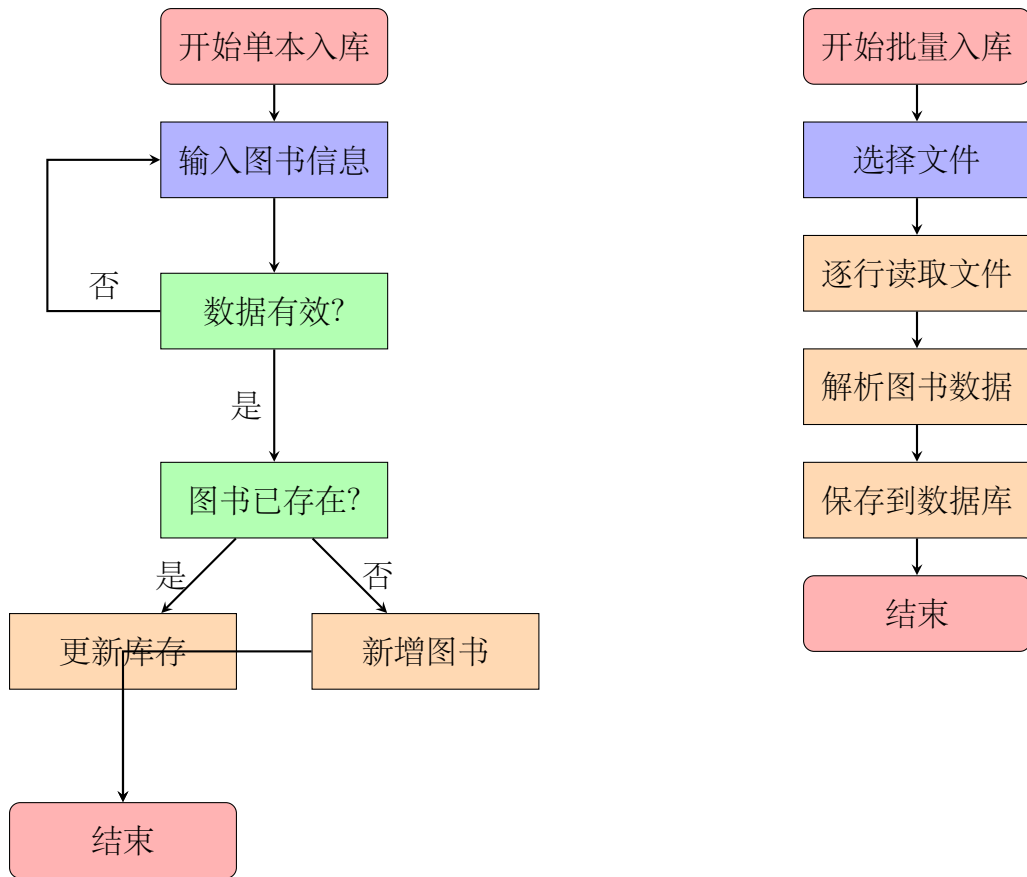 开始单本入库
输入图书信息
否
数据有效?
是
图书已存在?
是
否
更新库存
新增图书
结束
开始批量入库
选择文件
逐行读取文件
解析图书数据
保存到数据库
结束